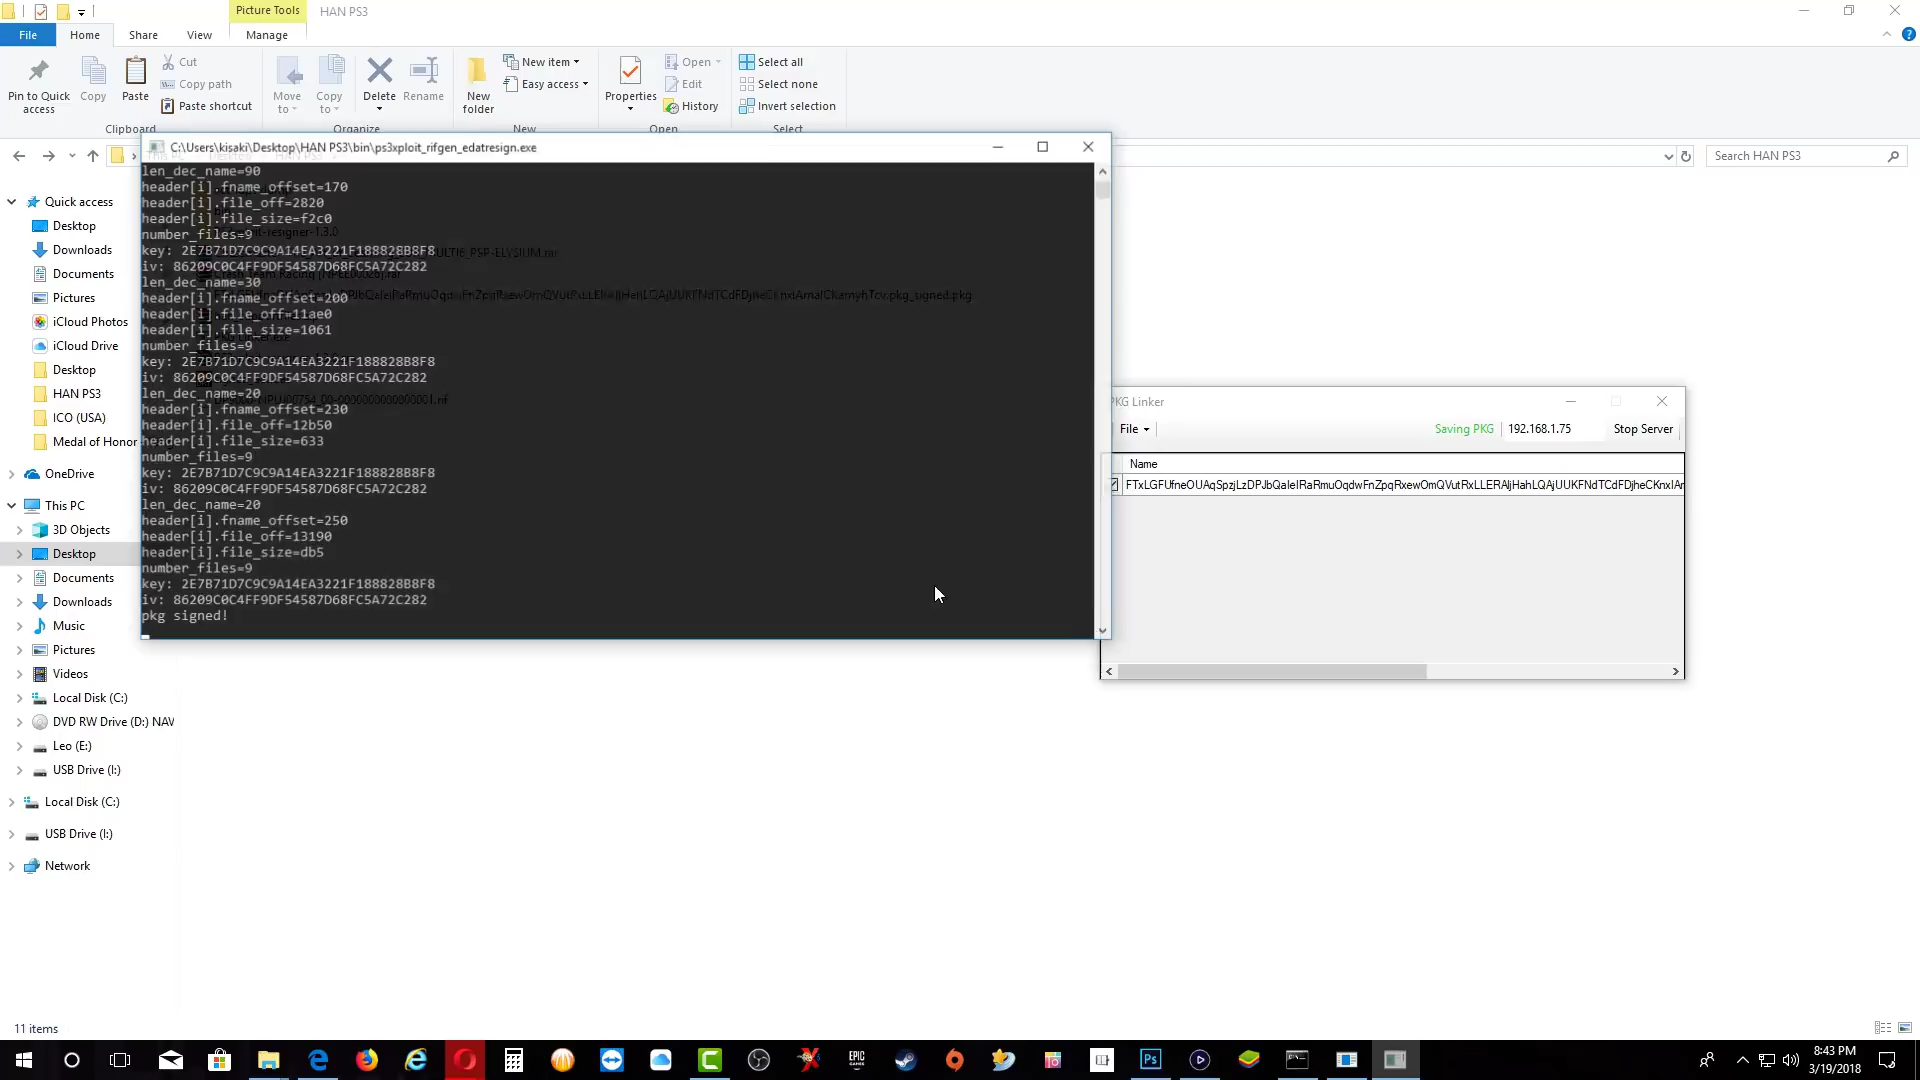 Picture Tools
HAN PS3
File
Home
Share
View
Manage
Pin to Quick access
Copy
Paste
Cut
Copy path
Paste shortcut
Move to
Copy to
Delete
Rename
New folder
New item
Easy access
Properties
Open
Edit
History
Select all
Select none
Invert selection
Clipboard
Organize
New
Open
Select
Search HAN PS3
C:\Users\kisaki\Desktop\HAN PS3\bin\ps3xploit_rifgen_edatresign.exe
len_dec_name=90
header[i].fname_offset=170
header[i].file_off=2820
header[i].file_size=f2c0
number_files=9
key: 2E7B71D7C9C9A14EA3221F188828B8F8
iv: 86209C0C4FF9DF54587D68FC5A72C282
len_dec_name=30
header[i].fname_offset=200
header[i].file_off=11ae0
header[i].file_size=1061
number_files=9
key: 2E7B71D7C9C9A14EA3221F188828B8F8
iv: 86209C0C4FF9DF54587D68FC5A72C282
len_dec_name=20
header[i].fname_offset=230
header[i].file_off=12b50
header[i].file_size=633
number_files=9
key: 2E7B71D7C9C9A14EA3221F188828B8F8
iv: 86209C0C4FF9DF54587D68FC5A72C282
len_dec_name=20
header[i].fname_offset=250
header[i].file_off=13190
header[i].file_size=db5
number_files=9
key: 2E7B71D7C9C9A14EA3221F188828B8F8
iv: 86209C0C4FF9DF54587D68FC5A72C282
pkg signed!
Quick access
Desktop
Downloads
Documents
Pictures
iCloud Photos
iCloud Drive
Desktop
HAN PS3
ICO (USA)
Medal of Honor
OneDrive
This PC
3D Objects
Desktop
Documents
Downloads
Music
Pictures
Videos
Local Disk (C:)
DVD RW Drive (D:) NAV
Leo (E:)
USB Drive (I:)
Local Disk (C:)
USB Drive (I:)
Network
PKG Linker
File
Saving PKG
192.168.1.75
Stop Server
Name
11 items
8:43 PM
3/19/2018